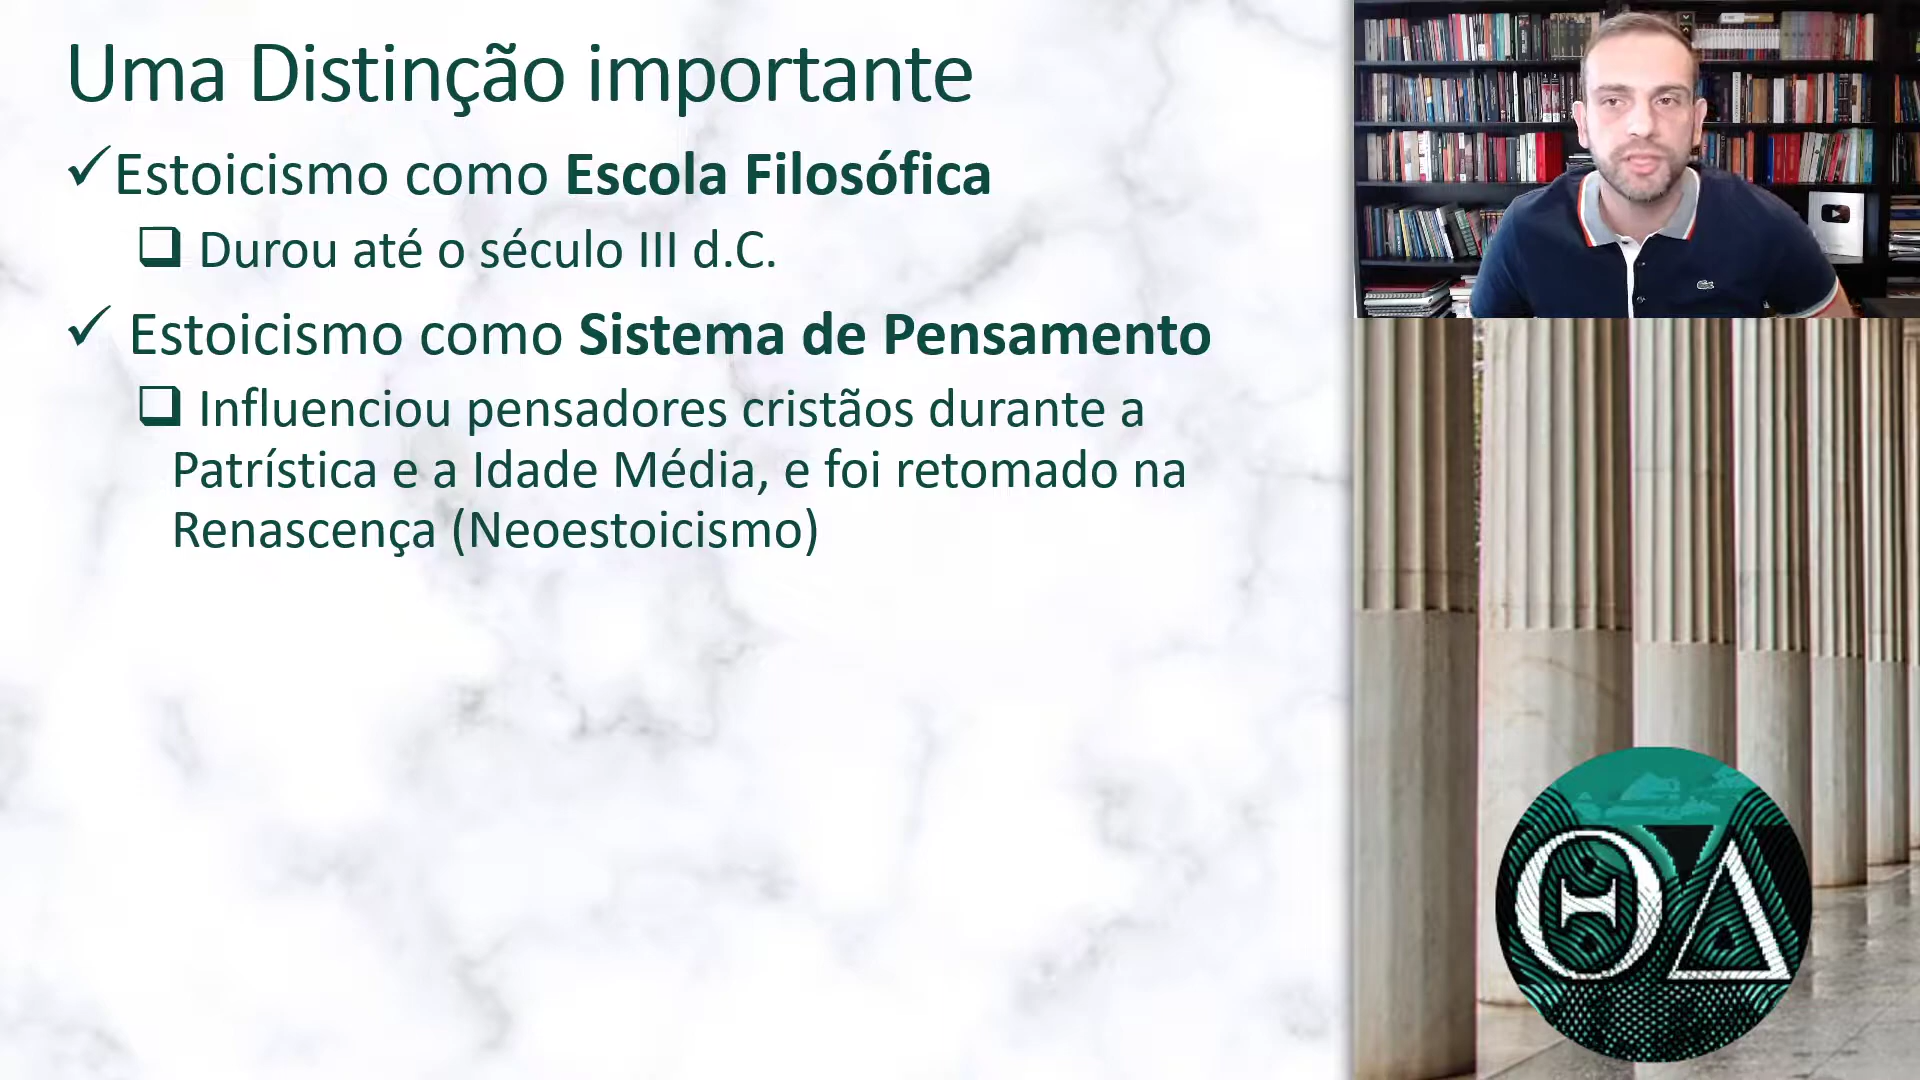 Uma Distinção importante
Estoicismo como Escola Filosófica
Durou até o século III d.C.
Estoicismo como Sistema de Pensamento
Influenciou pensadores cristãos durante a
Patrística e a Idade Média, e foi retomado na
Renascença (Neoestoicismo)
ΘΔ